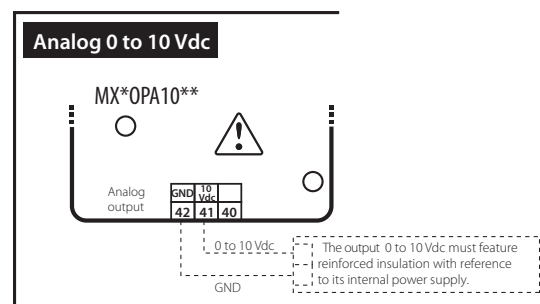 Analog 0 to 10 Vdc
MX*OPA10**
Analog
output
GND 10 Vdc
42 41 40
0 to 10 Vdc
The output 0 to 10 Vdc must feature
reinforced insulation with reference
to its internal power supply.
GND